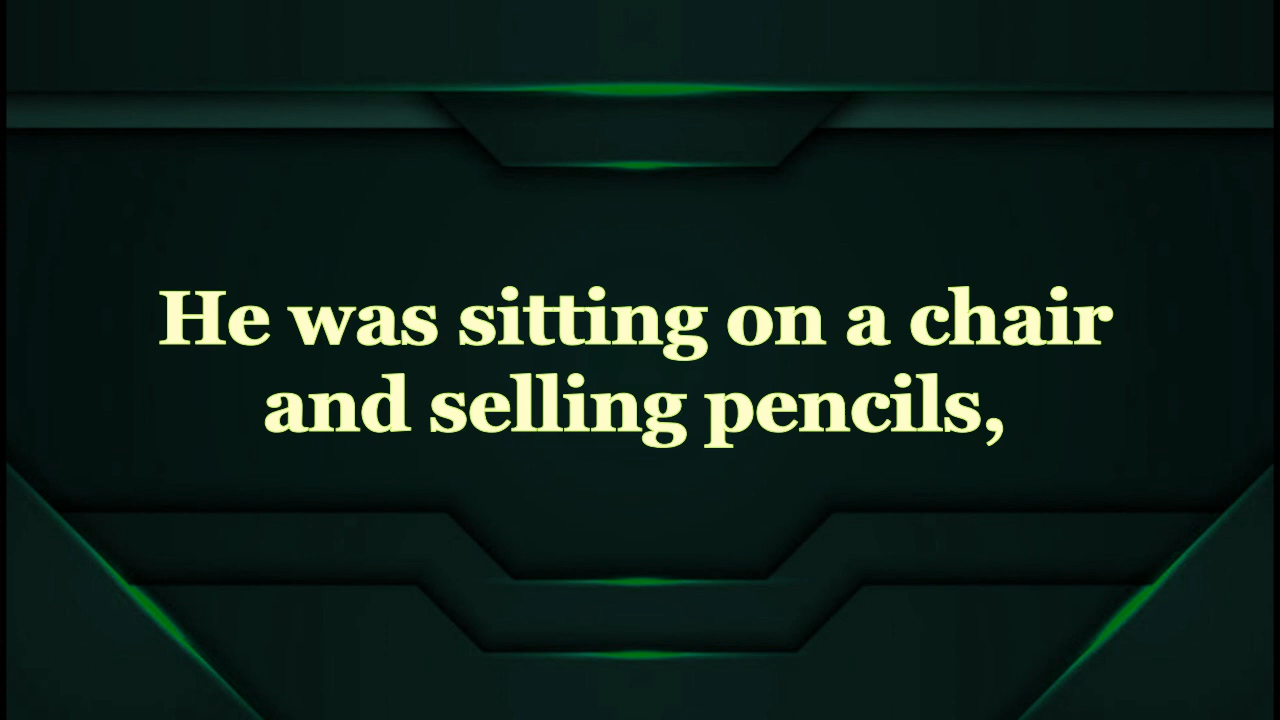 He was sitting on a chair
and selling pencils,